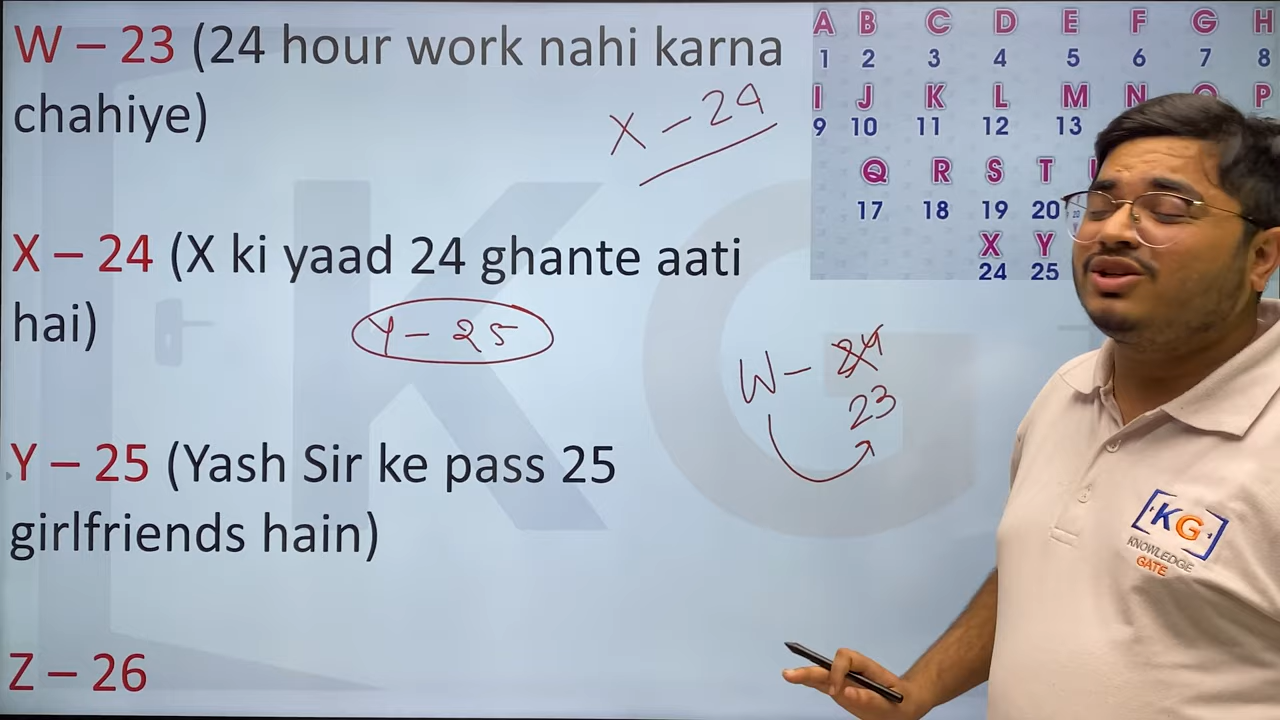 W – 23 (24 hour work nahi karna
chahiye)
X – 24
X – 24 (X ki yaad 24 ghante aati
hai)
Y – 25
Y – 25 (Yash Sir ke pass 25
girlfriends hain)
Z – 26
W – 24
23
A B C D E F G H
1 2 3 4 5 6 7 8
I J K L M N O P
9 10 11 12 13
Q R S T
17 18 19 20
X Y
24 25
KG
KNOWLEDGE
GATE
KG